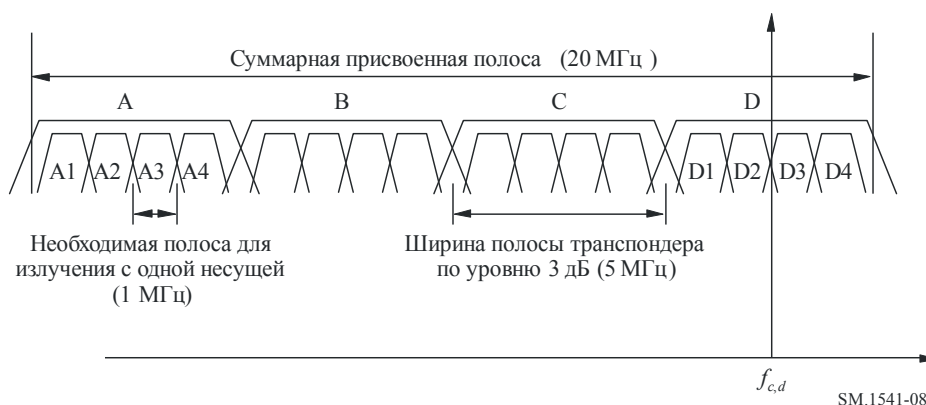 Суммарная присвоенная полоса (20 МГц )
A B C D
A1 A2 A3 A4 D1 D2 D3 D4
Необходимая полоса для
излучения с одной несущей
(1 МГц)
Ширина полосы транспондера
по уровню 3 дБ (5 МГц)
fc,d
SM.1541-08